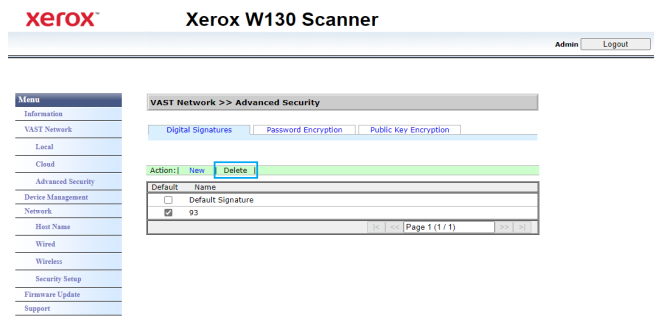 xerox™ Xerox W130 Scanner
Admin Logout
Menu
Information
VAST Network
Local
Cloud
Advanced Security
Device Management
Network
Host Name
Wired
Wireless
Security Setup
Firmware Update
Support
VAST Network >> Advanced Security
Digital Signatures Password Encryption Public Key Encryption
Action: | New | Delete |
Default Name
Default Signature
93
|< << Page 1 (1 / 1) >> >|